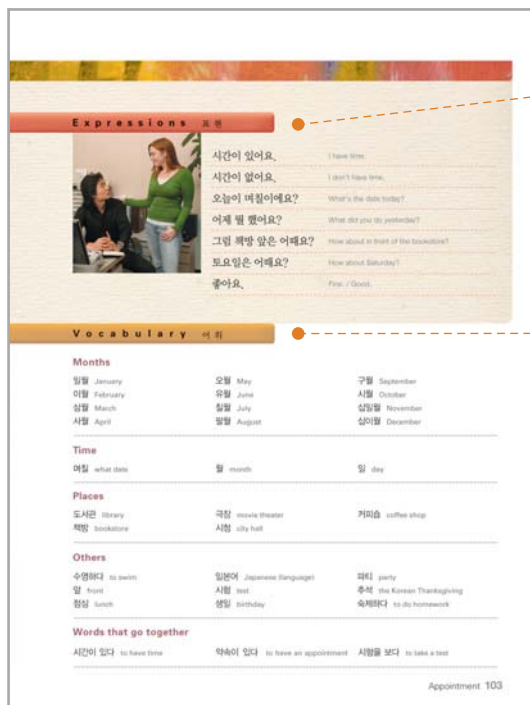 Expressions 표현
시간이 있어요. I have time.
시간이 없어요. I don't have time.
오늘이 며칠이에요? What's the date today?
어제 뭘 했어요? What did you do yesterday?
그럼 책방 앞은 어때요? How about in front of the bookstore?
토요일은 어때요? How about Saturday?
좋아요. Fine. / Good.
Vocabulary 어휘
Months
일월 January 오월 May 구월 September
이월 February 유월 June 시월 October
삼월 March 칠월 July 십일월 November
사월 April 팔월 August 십이월 December
Time
며칠 what date 월 month 일 day
Places
도서관 library 극장 movie theater 커피숍 coffee shop
책방 bookstore 시청 city hall
Others
수영하다 to swim 일본어 Japanese (language) 파티 party
앞 front 시험 test 추석 the Korean Thanksgiving
점심 lunch 생일 birthday 숙제하다 to do homework
Words that go together
시간이 있다 to have time 약속이 있다 to have an appointment 시험을 보다 to take a test
Appointment 103